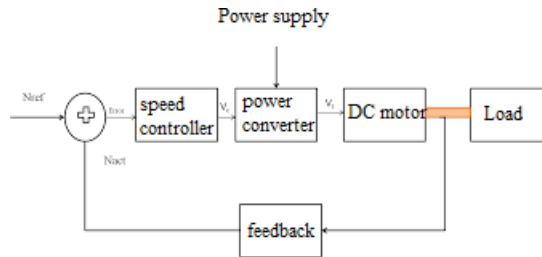 Power supply
Nref
Error
speed
controller
Vc
power
converter
Vt
DC motor
Load
Nact
feedback